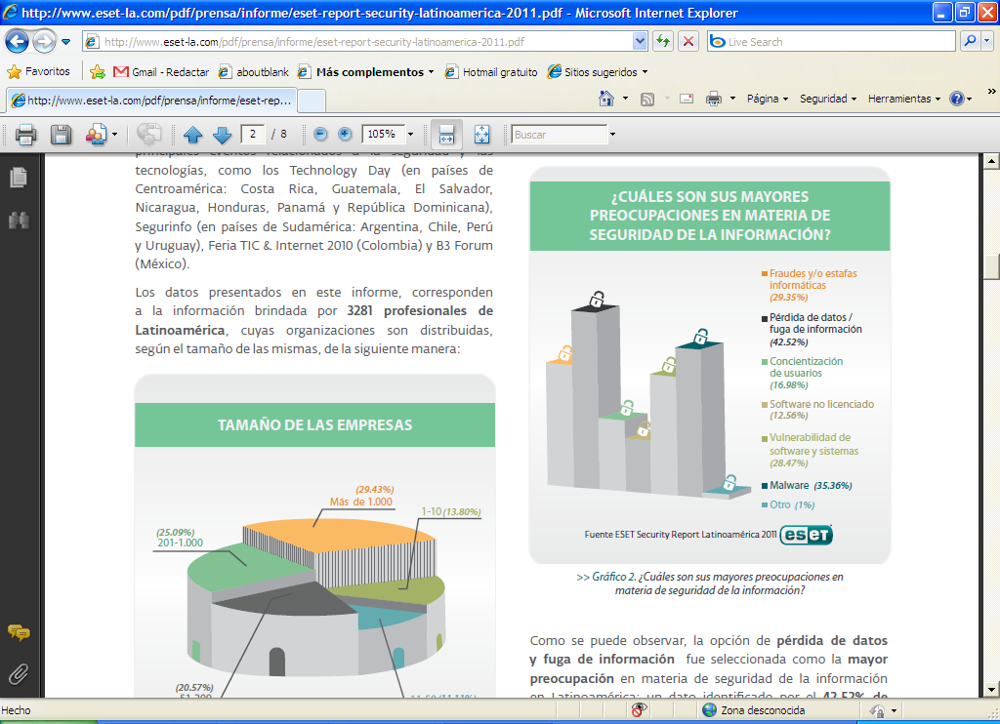 http://www.eset-la.com/pdf/prensa/informe/eset-report-security-latinoamerica-2011.pdf - Microsoft Internet Explorer
http://www.eset-la.com/pdf/prensa/informe/eset-report-security-latinoamerica-2011.pdf
Live Search
Favoritos
Gmail - Redactar
aboutblank
Más complementos
Hotmail gratuito
Sitios sugeridos
http://www.eset-la.com/pdf/prensa/informe/eset-rep...
Página
Seguridad
Herramientas
2 / 8
105%
Buscar
principales eventos relacionados a la seguridad y las
tecnologías, como los Technology Day (en países de
Centroamérica: Costa Rica, Guatemala, El Salvador,
Nicaragua, Honduras, Panamá y República Dominicana),
Segurinfo (en países de Sudamérica: Argentina, Chile, Perú
y Uruguay), Feria TIC & Internet 2010 (Colombia) y B3 Forum
(México).
Los datos presentados en este informe, corresponden
a la información brindada por 3281 profesionales de
Latinoamérica, cuyas organizaciones son distribuidas,
según el tamaño de las mismas, de la siguiente manera:
TAMAÑO DE LAS EMPRESAS
(29.43%)
Más de 1.000
1-10 (13.80%)
(25.09%)
201-1.000
(20.57%)
51-200
11-50 (11.11%)
¿CUÁLES SON SUS MAYORES
PREOCUPACIONES EN MATERIA DE
SEGURIDAD DE LA INFORMACIÓN?
Fraudes y/o estafas
informáticas
(29.35%)
Pérdida de datos /
fuga de información
(42.52%)
Concientización
de usuarios
(16.98%)
Software no licenciado
(12.56%)
Vulnerabilidad de
software y sistemas
(28.47%)
Malware (35.36%)
Otro (1%)
Fuente ESET Security Report Latinoamérica 2011
eset
>> Gráfico 2. ¿Cuáles son sus mayores preocupaciones en
materia de seguridad de la información?
Como se puede observar, la opción de pérdida de datos
y fuga de información fue seleccionada como la mayor
preocupación en materia de seguridad de la información
en Latinoamérica; un dato identificado por el 42.52% de
Hecho
Zona desconocida